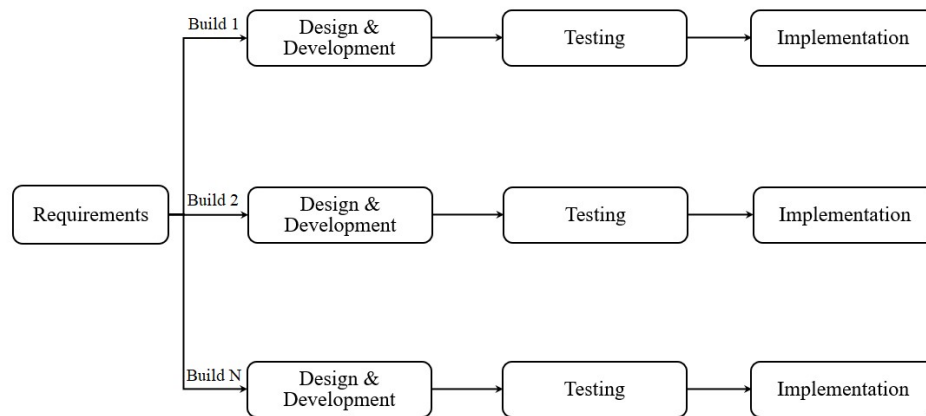 Build 1
Design &
Development
Testing
Implementation
Requirements
Build 2
Design &
Development
Testing
Implementation
Build N
Design &
Development
Testing
Implementation